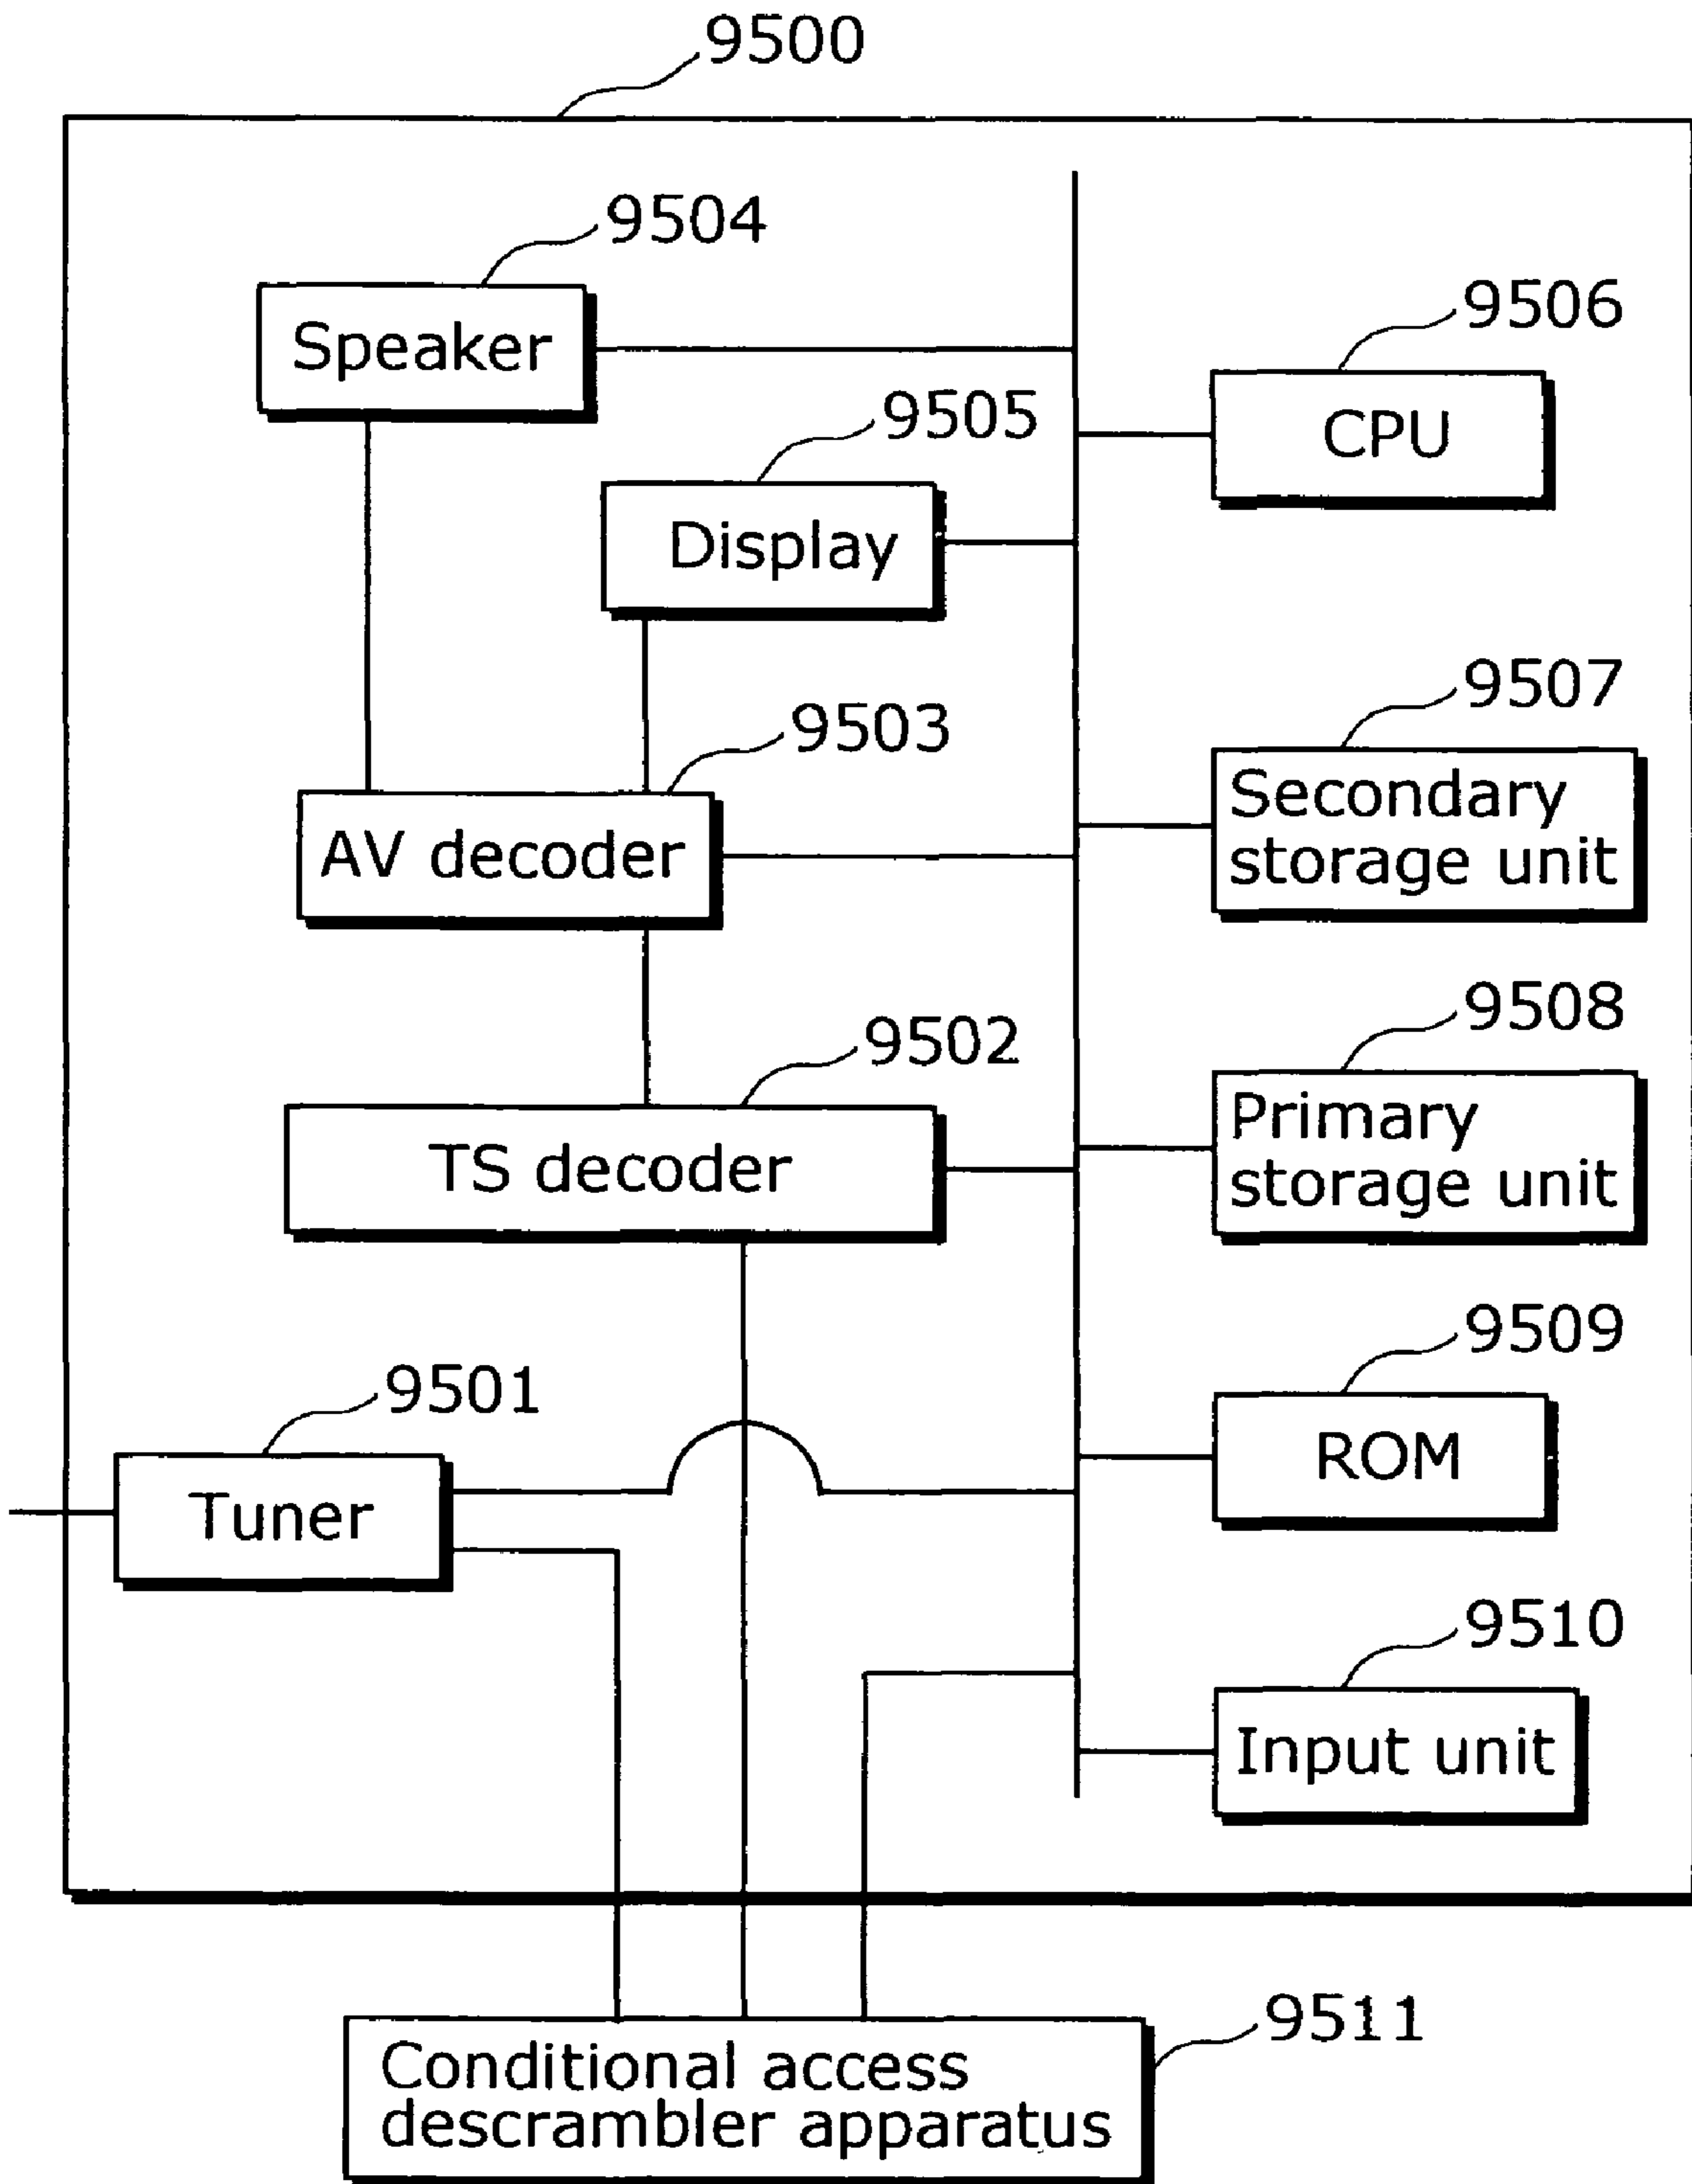 9500
9504
Speaker
9506
CPU
9505
Display
9507
Secondary
storage unit
9503
AV decoder
9508
Primary
storage unit
9502
TS decoder
9509
ROM
9501
Tuner
9510
Input unit
9511
Conditional access
descrambler apparatus